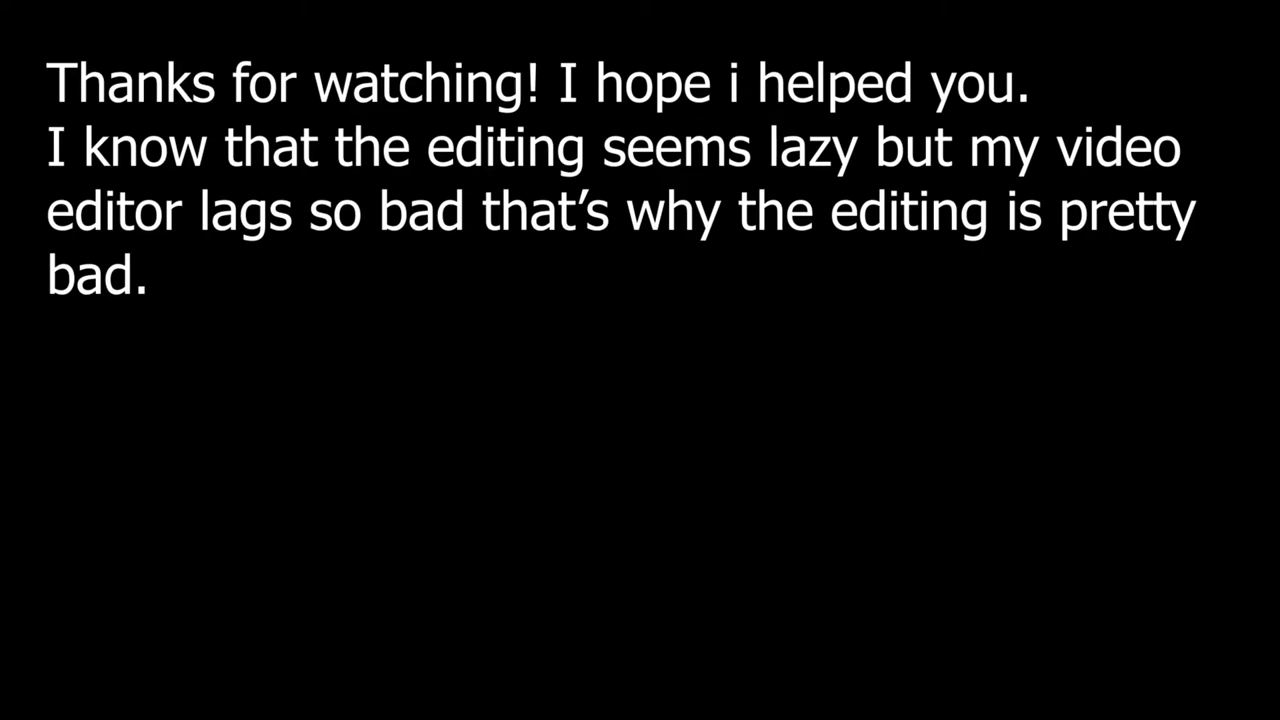 Thanks for watching! I hope i helped you.
I know that the editing seems lazy but my video
editor lags so bad that’s why the editing is pretty
bad.